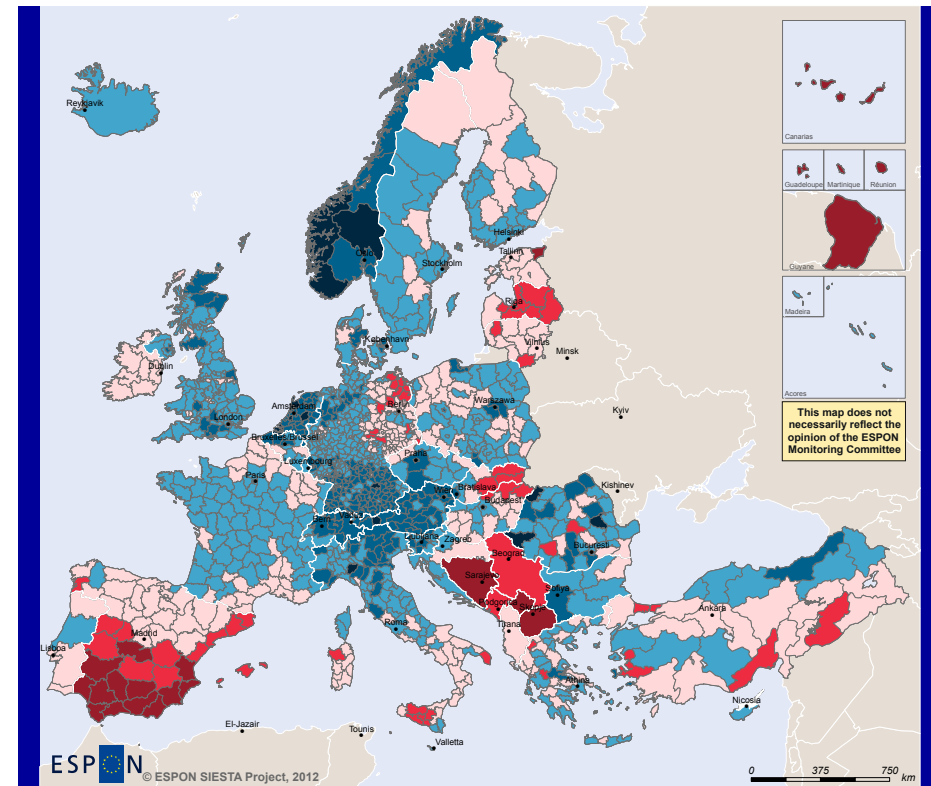 Reykjavik
Canarias
Guadeloupe
Martinique
Réunion
Guyane
Madeira
Acores
This map does not
necessarily reflect the
opinion of the ESPON
Monitoring Committee
Oslo
Helsinki
Tallinn
Stockholm
Riga
København
Vilnius
Minsk
Dublin
London
Amsterdam
Berlin
Warszawa
Kyiv
Bruxelles/Brussel
Luxembourg
Praha
Paris
Kishinev
Wien
Bratislava
Budapest
Bern
Vaduz
Ljubljana
Zagreb
Bucuresti
Beograd
Sarajevo
Sofiya
Podgorica
Skopje
Roma
Tirana
Ankara
Madrid
Lisboa
Athina
Nicosia
El-Jazair
Tounis
Valletta
ESPON
© ESPON SIESTA Project, 2012
0 375 750
km